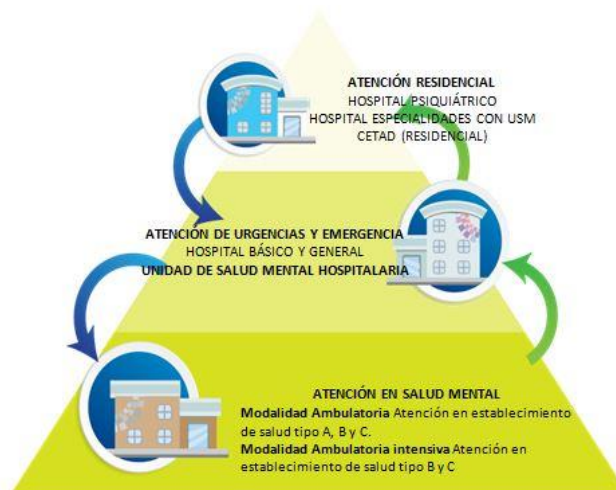 ATENCIÓN RESIDENCIAL
HOSPITAL PSIQUIÁTRICO
HOSPITAL ESPECIALIDADES CON USM
CETAD (RESIDENCIAL)
ATENCIÓN DE URGENCIAS Y EMERGENCIA
HOSPITAL BÁSICO Y GENERAL
UNIDAD DE SALUD MENTAL HOSPITALARIA
ATENCIÓN EN SALUD MENTAL
Modalidad Ambulatoria Atención en establecimiento
de salud tipo A, B y C.
Modalidad Ambulatoria intensiva Atención en
establecimiento de salud tipo B y C